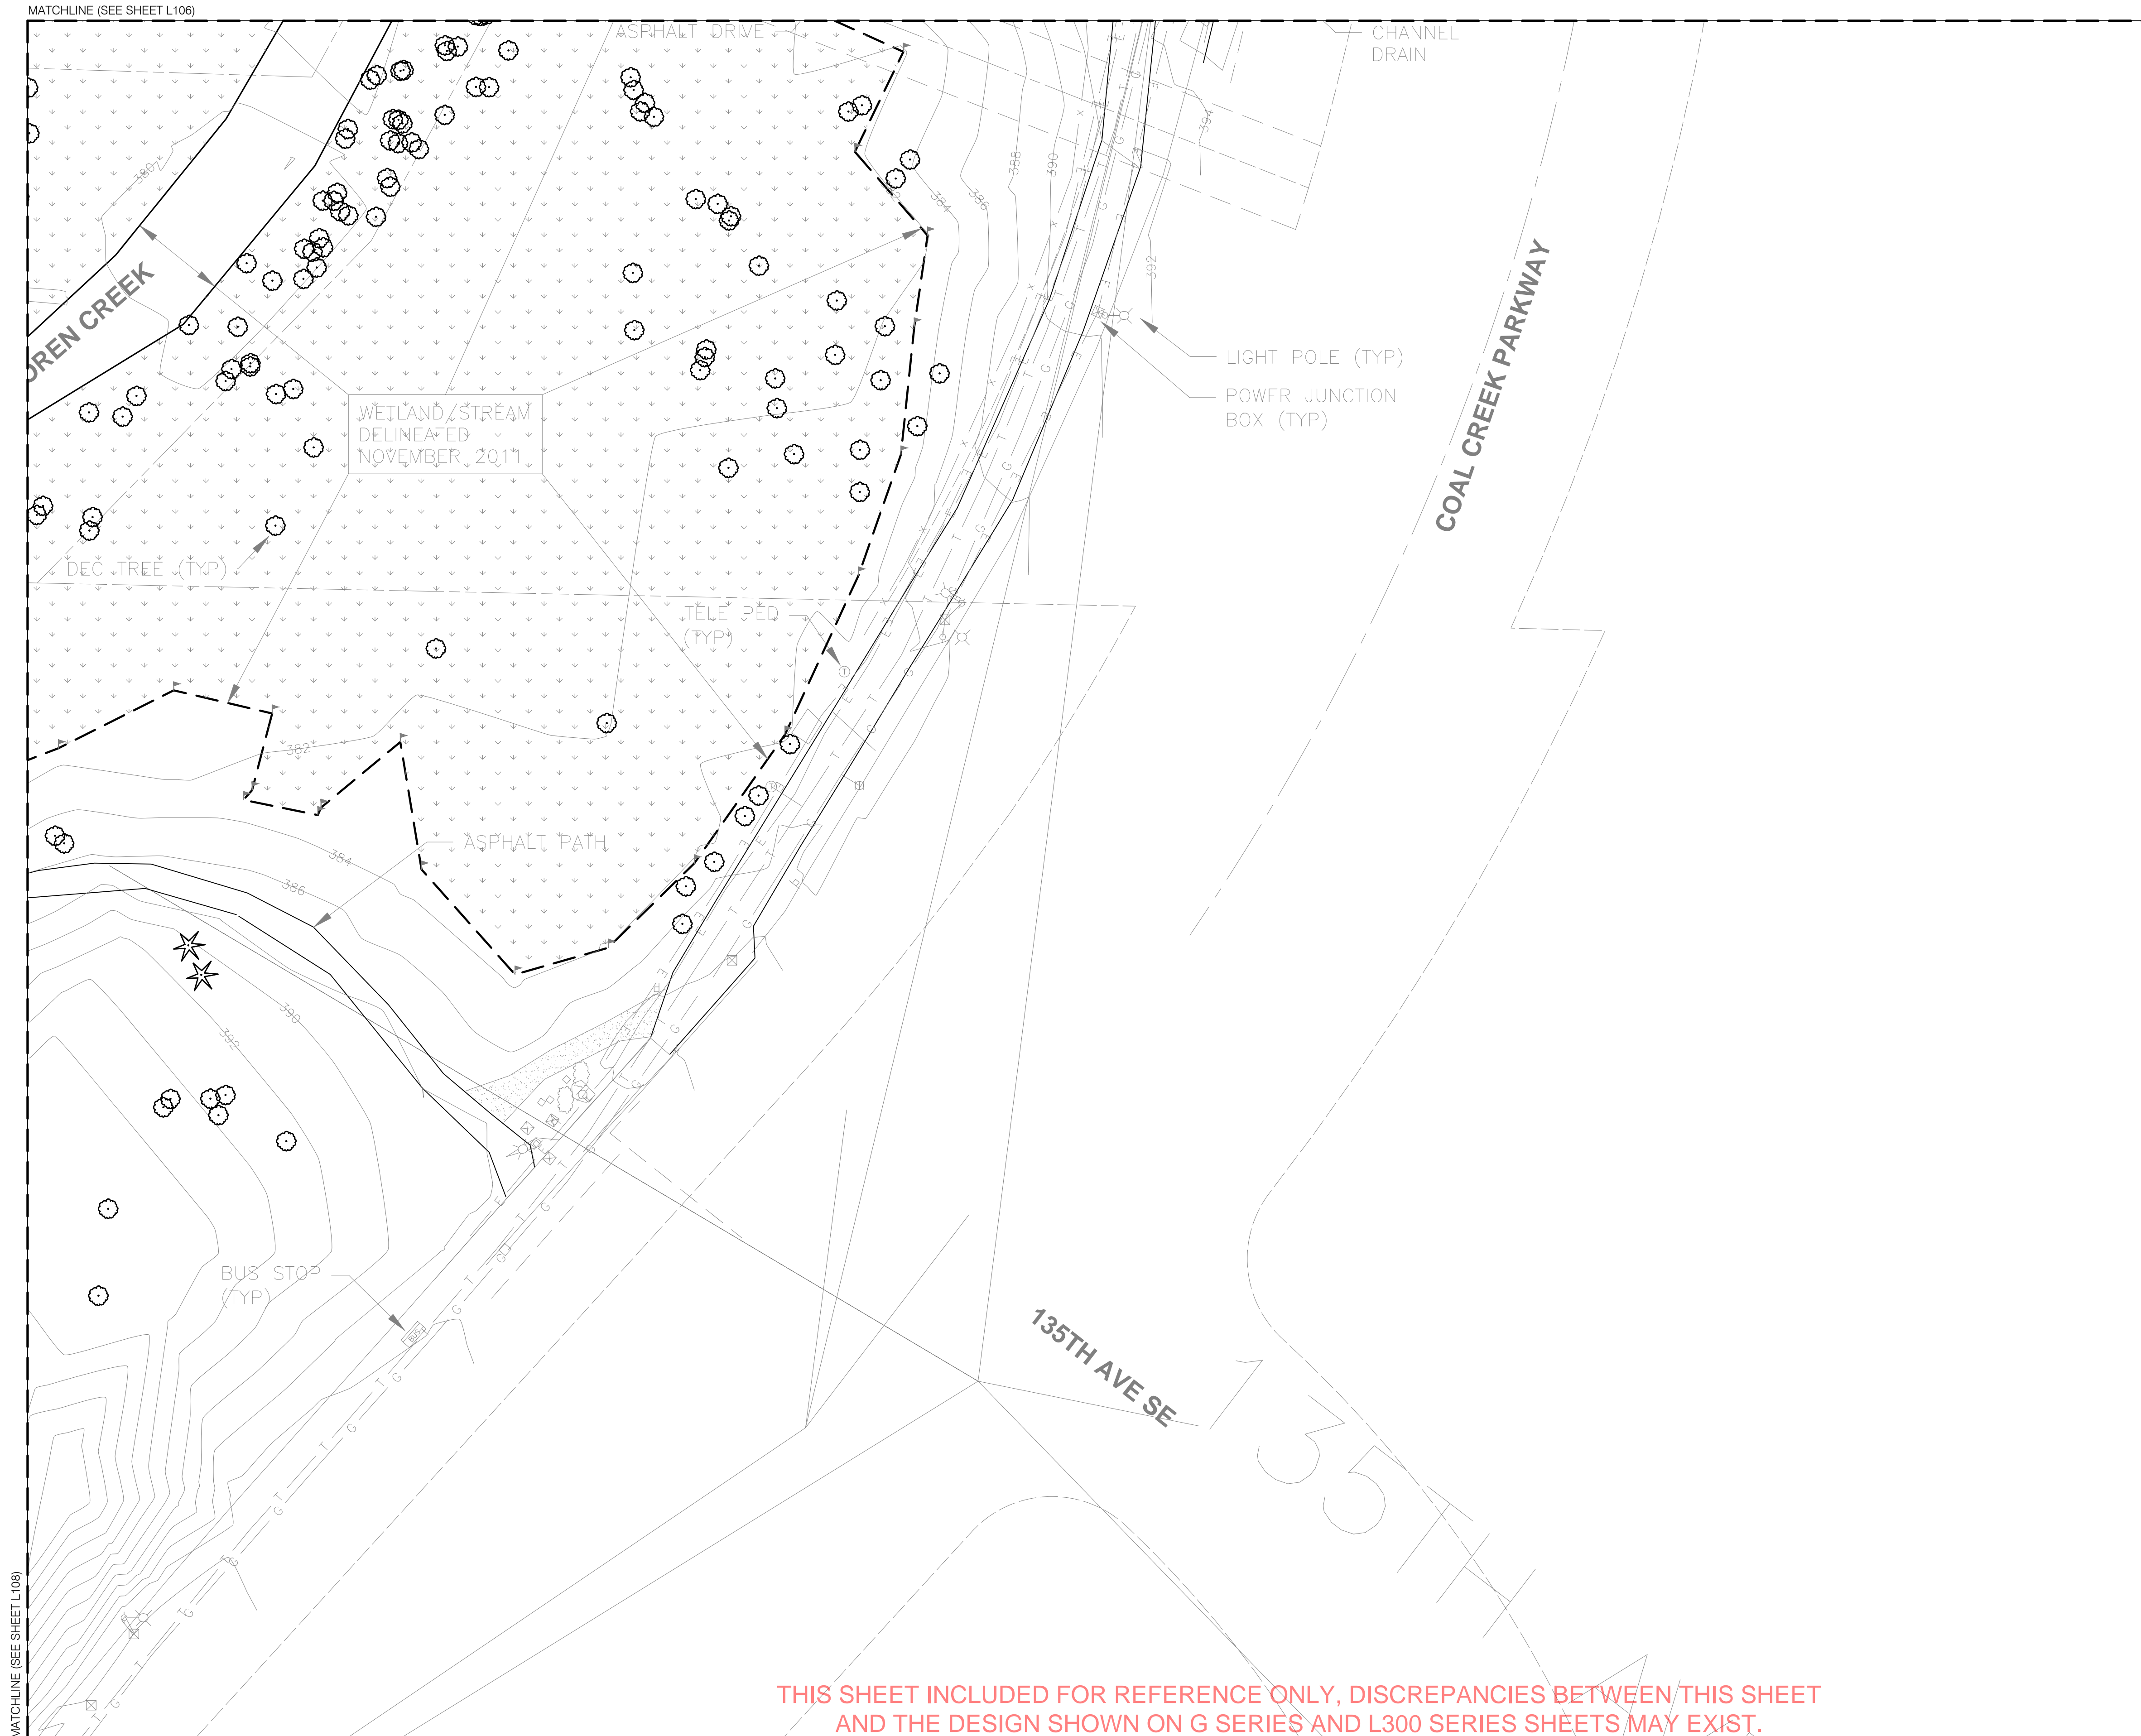 MATCHLINE (SEE SHEET L106)
ASPHALT DRIVE
CHANNEL
DRAIN
394
388
390
380
384
386
392
OREN CREEK
COAL CREEK PARKWAY
LIGHT POLE (TYP)
POWER JUNCTION
BOX (TYP)
WETLAND/STREAM
DELINEATED
NOVEMBER 2011
DEC TREE (TYP)
TELE PED
(TYP)
382
ASPHALT PATH
384
386
390
392
BUS STOP
(TYP)
BUS
135TH AVE SE
135TH
MATCHLINE (SEE SHEET L108)
THIS SHEET INCLUDED FOR REFERENCE ONLY, DISCREPANCIES BETWEEN THIS SHEET
AND THE DESIGN SHOWN ON G SERIES AND L300 SERIES SHEETS MAY EXIST.